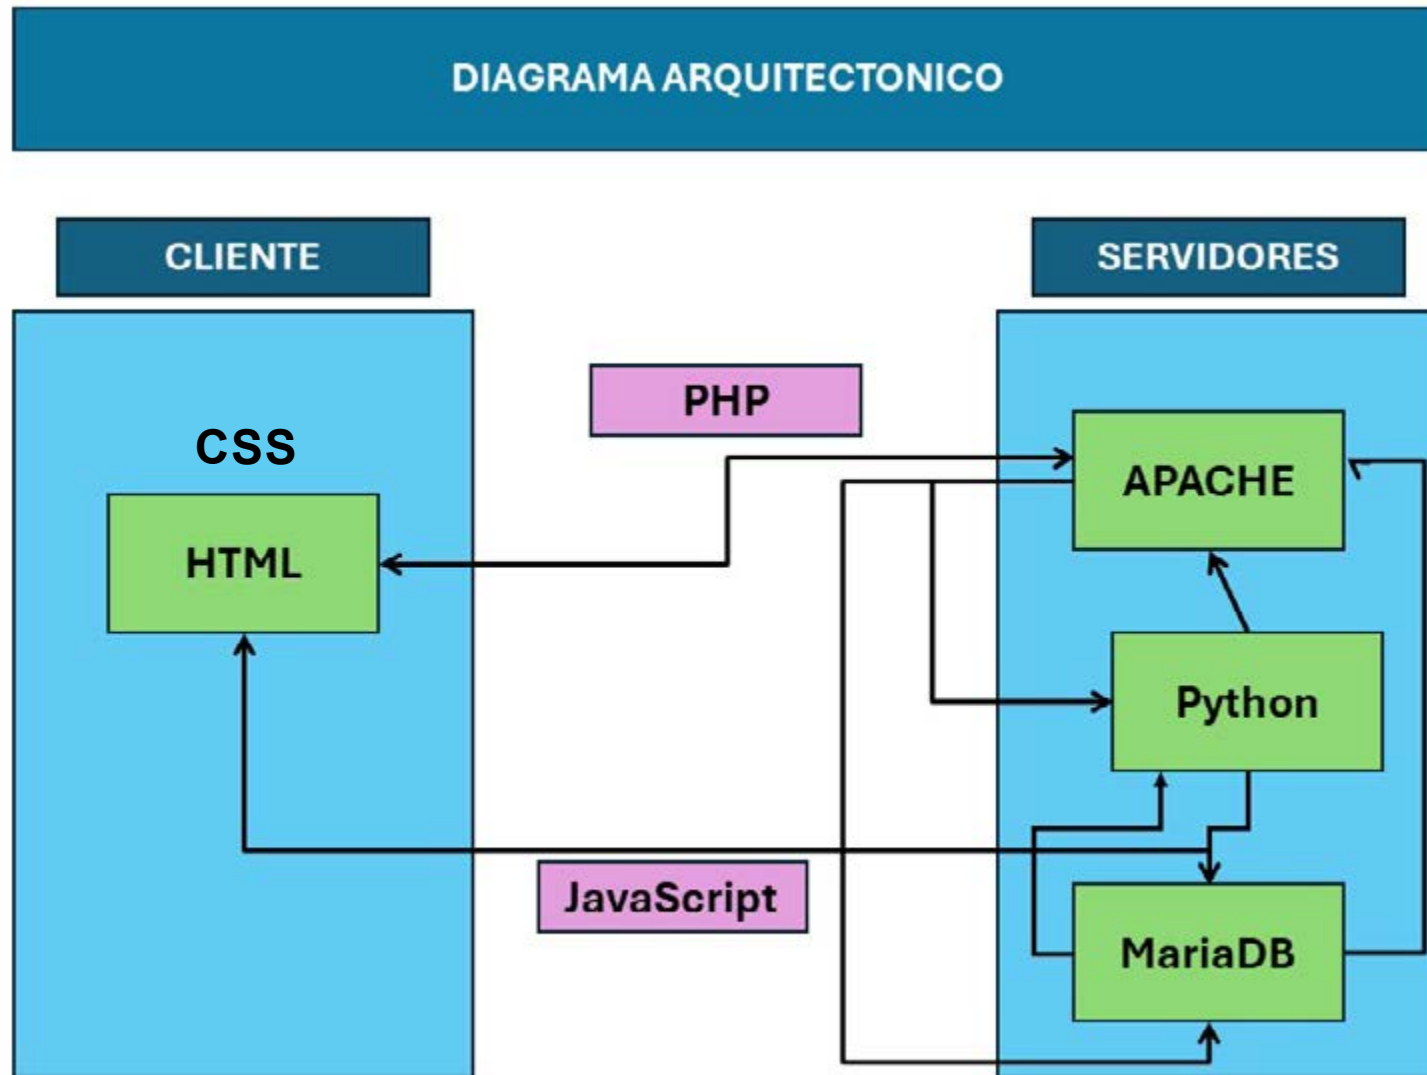 DIAGRAMA ARQUITECTONICO
CLIENTE
SERVIDORES
PHP
CSS
APACHE
HTML
Python
JavaScript
MariaDB